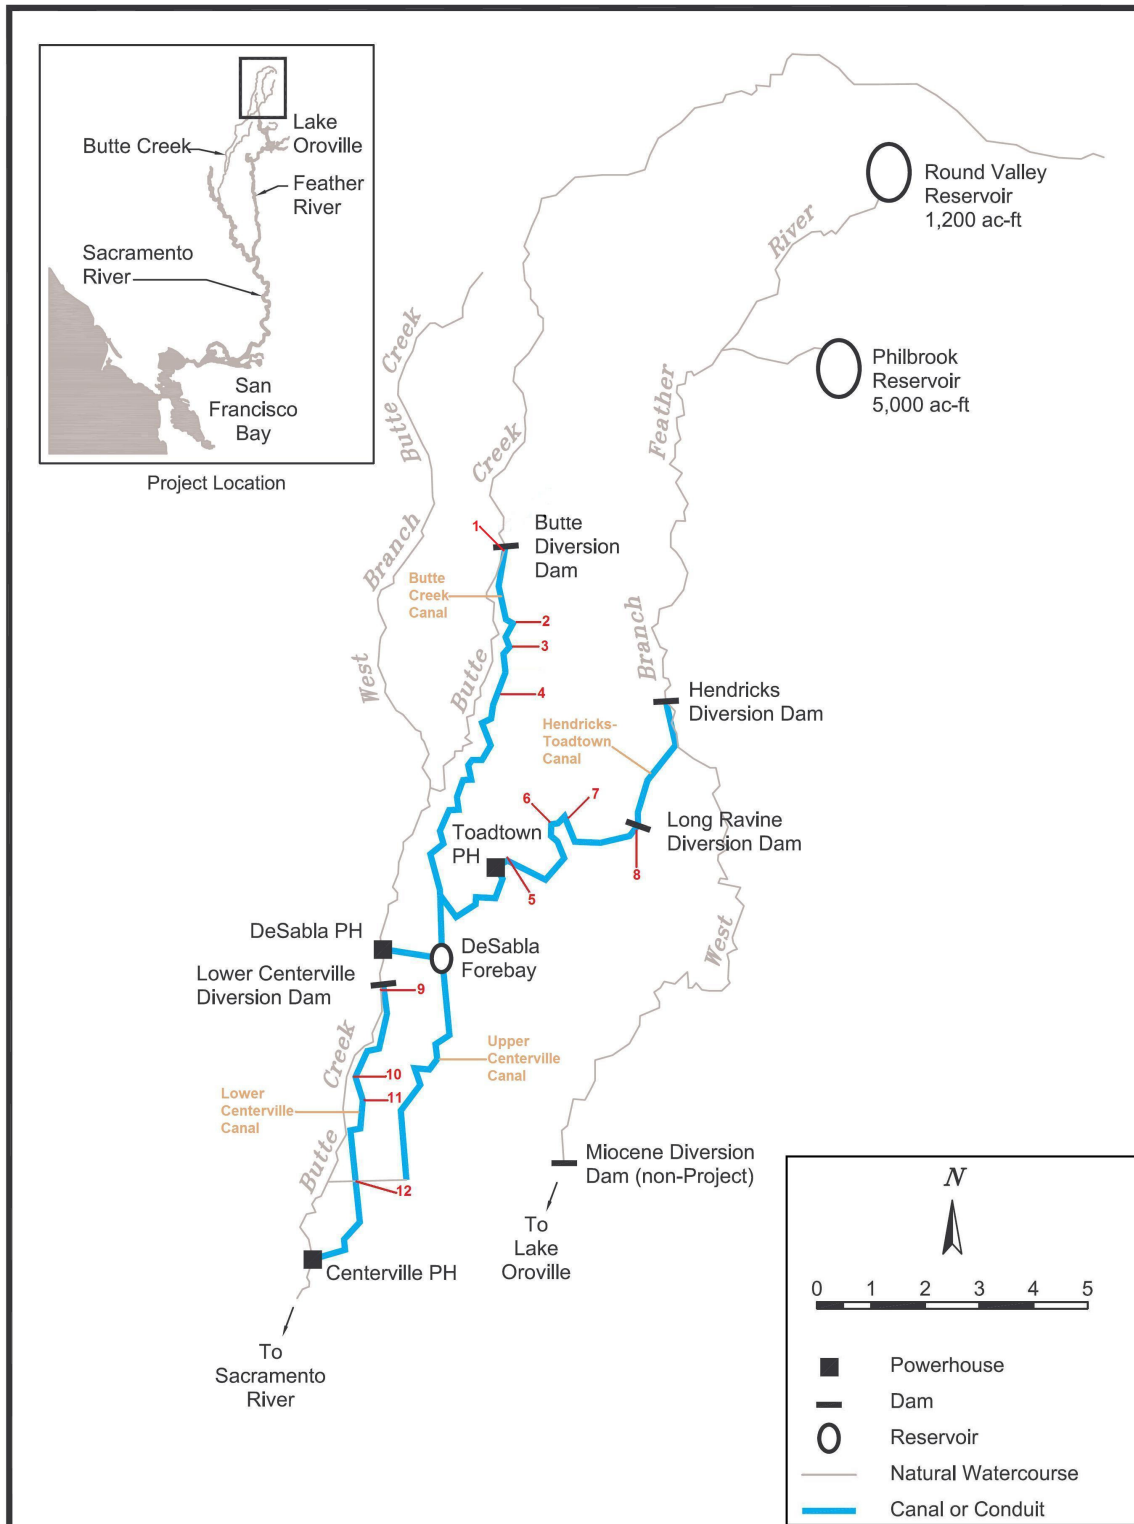 Butte Creek
Lake
Oroville
Feather
River
Sacramento
River
San
Francisco
Bay
Project Location
Round Valley
Reservoir
1,200 ac-ft
River
Philbrook
Reservoir
5,000 ac-ft
Feather
Branch
West
Butte Creek
Branch
West
Creek
Butte
1
Butte
Diversion
Dam
Butte
Creek
Canal
2
3
4
Hendricks
Diversion Dam
Hendricks-
Toadtown
Canal
6
7
Toadtown
PH
Long Ravine
Diversion Dam
5
8
DeSabla PH
DeSabla
Forebay
Lower Centerville
Diversion Dam
9
Creek
Butte
Upper
Centerville
Canal
10
11
Lower
Centerville
Canal
12
Miocene Diversion
Dam (non-Project)
To
Lake
Oroville
Centerville PH
To
Sacramento
River
N
0 1 2 3 4 5
Powerhouse
Dam
Reservoir
Natural Watercourse
Canal or Conduit